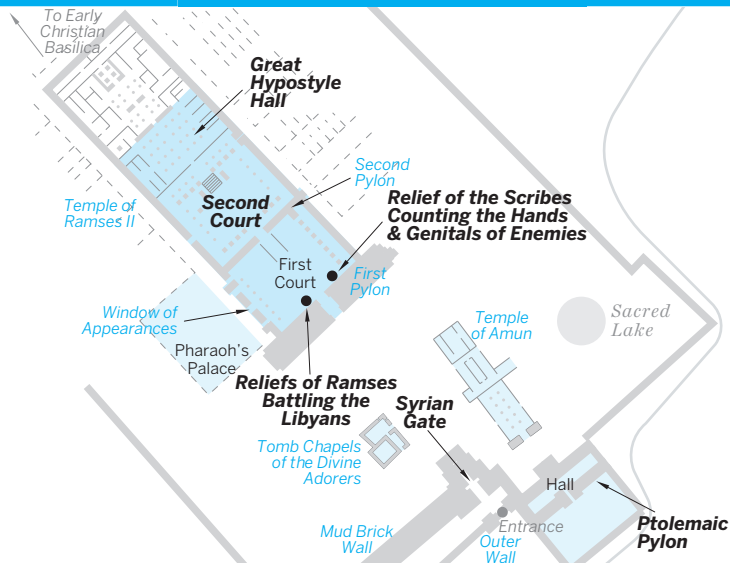 To Early
Christian
Basilica
Great
Hypostyle
Hall
Second
Pylon
Relief of the Scribes
Counting the Hands
& Genitals of Enemies
Temple of
Ramses II
Second
Court
First
Court
First
Pylon
Window of
Appearances
Pharaoh's
Palace
Sacred
Lake
Temple
of Amun
Reliefs of Ramses
Battling the
Libyans
Syrian
Gate
Tomb Chapels
of the Divine
Adorers
Hall
Entrance
Ptolemaic
Pylon
Mud Brick
Wall
Outer
Wall